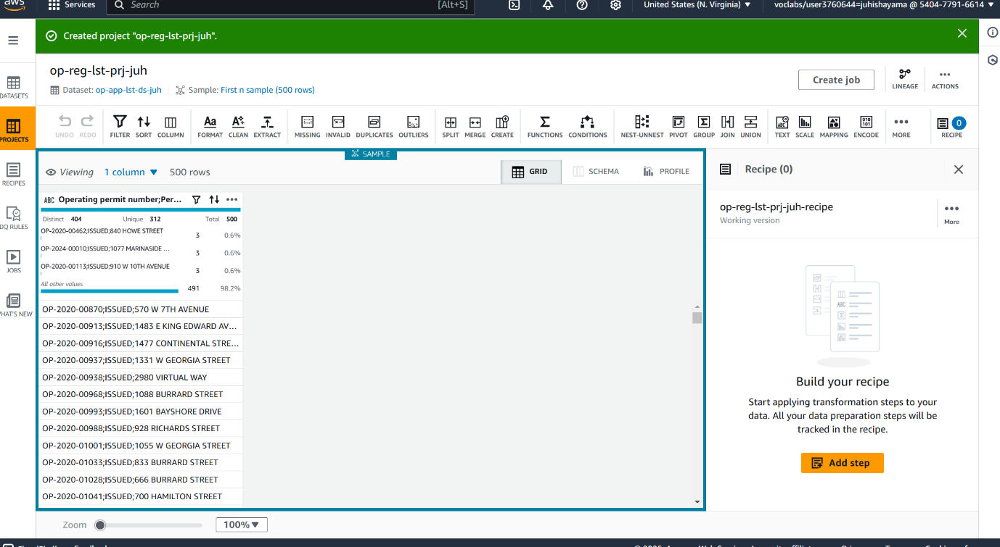 aws
Services
Search
[Alt+S]
United States (N. Virginia) ▼
voclabs/user3760644=juhishayama @ 5404-7791-6614 ▼
Created project "op-reg-lst-prj-juh".
op-reg-lst-prj-juh
Dataset: op-app-lst-ds-juh
Sample: First n sample (500 rows)
Create job
LINEAGE
ACTIONS
DATASETS
PROJECTS
RECIPES
DQ RULES
JOBS
WHAT'S NEW
UNDO
REDO
FILTER
SORT
COLUMN
FORMAT
CLEAN
EXTRACT
MISSING
INVALID
DUPLICATES
OUTLIERS
SPLIT
MERGE
CREATE
FUNCTIONS
CONDITIONS
NEST-UNNEST
PIVOT
GROUP
JOIN
UNION
TEXT
SCALE
MAPPING
ENCODE
MORE
0
RECIPE
SAMPLE
Viewing 1 column ▼ 500 rows
GRID
SCHEMA
PROFILE
ABC Operating permit number;Per...
Distinct 404 Unique 312 Total 500
OP-2020-00462;ISSUED;840 HOWE STREET 3 0.6%
OP-2024-00010;ISSUED;1077 MARINASIDE ... 3 0.6%
OP-2020-00113;ISSUED;910 W 10TH AVENUE 3 0.6%
All other values 491 98.2%
OP-2020-00870;ISSUED;570 W 7TH AVENUE
OP-2020-00913;ISSUED;1483 E KING EDWARD AV...
OP-2020-00916;ISSUED;1477 CONTINENTAL STRE...
OP-2020-00937;ISSUED;1331 W GEORGIA STREET
OP-2020-00938;ISSUED;2980 VIRTUAL WAY
OP-2020-00968;ISSUED;1088 BURRARD STREET
OP-2020-00993;ISSUED;1601 BAYSHORE DRIVE
OP-2020-00988;ISSUED;928 RICHARDS STREET
OP-2020-01001;ISSUED;1055 W GEORGIA STREET
OP-2020-01033;ISSUED;833 BURRARD STREET
OP-2020-01028;ISSUED;666 BURRARD STREET
OP-2020-01041;ISSUED;700 HAMILTON STREET
Zoom
100% ▼
Recipe (0)
op-reg-lst-prj-juh-recipe
Working version
More
Build your recipe
Start applying transformation steps to your
data. All your data preparation steps will be
tracked in the recipe.
Add step